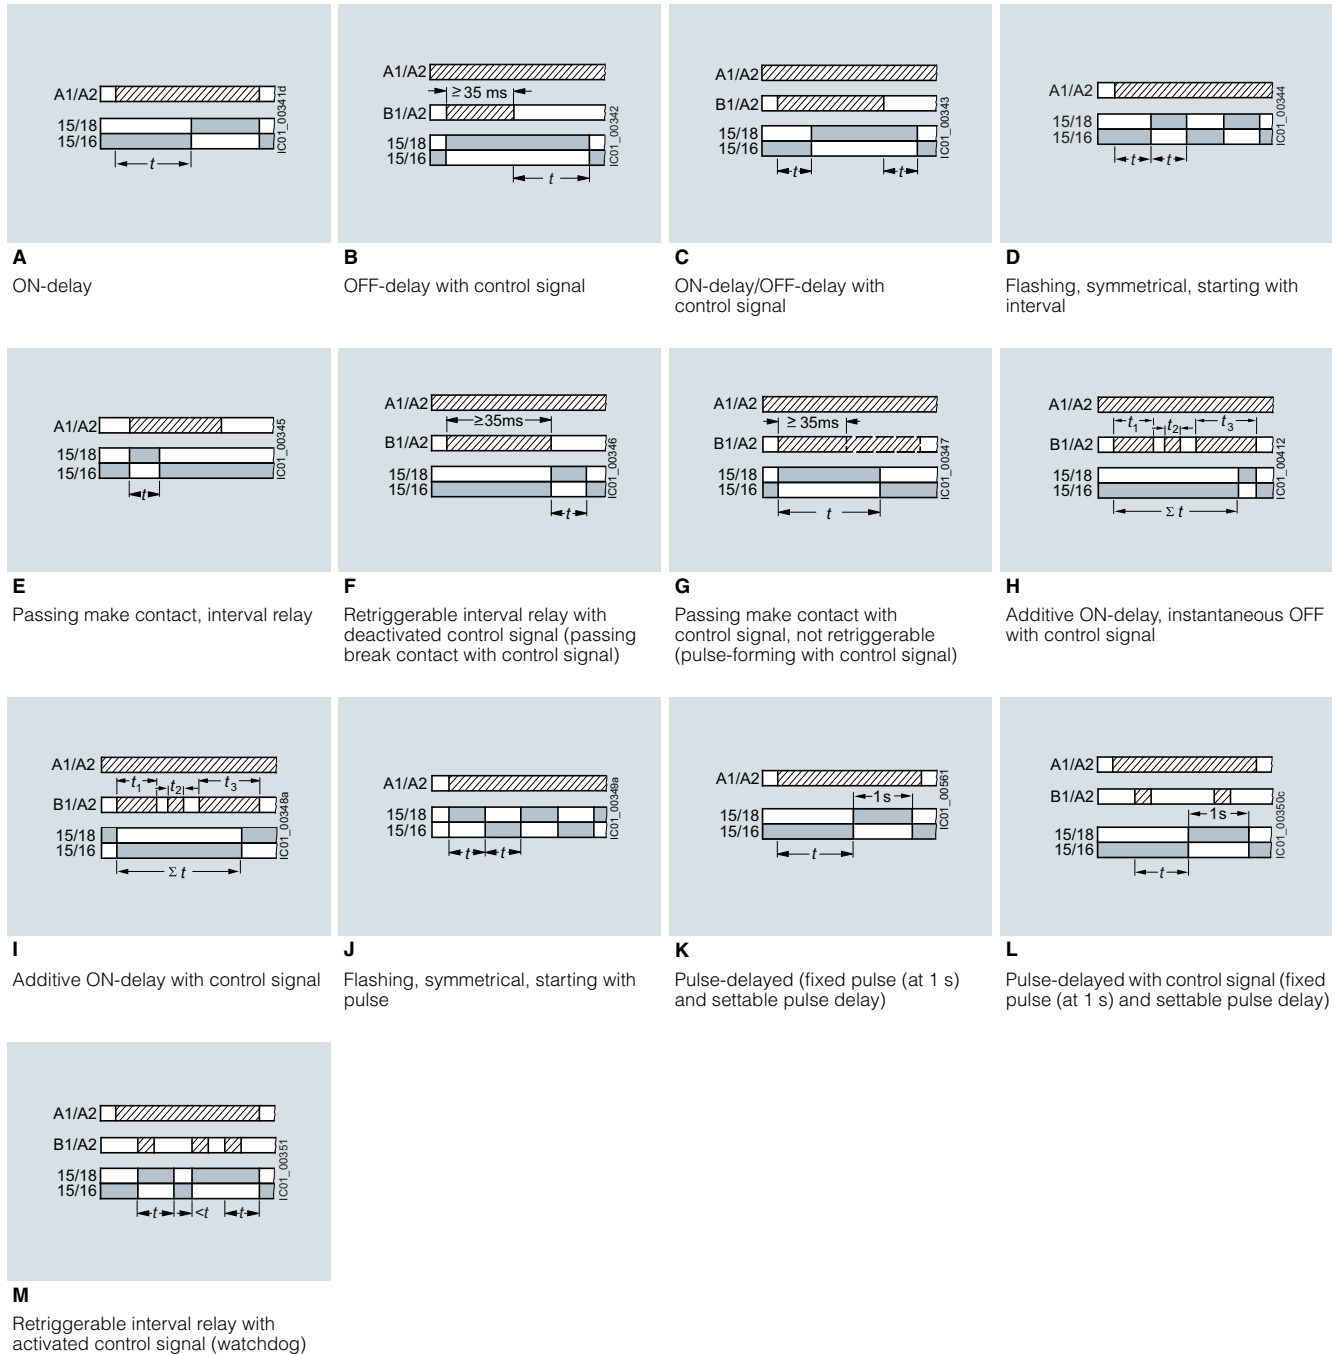 A1/A2
15/18
15/16
t
IC01_00341d
A
ON-delay
A1/A2
≥ 35 ms
B1/A2
15/18
15/16
t
IC01_00342
B
OFF-delay with control signal
A1/A2
B1/A2
15/18
15/16
t t
IC01_00343
C
ON-delay/OFF-delay with
control signal
A1/A2
15/18
15/16
t t
IC01_00344
D
Flashing, symmetrical, starting with
interval
A1/A2
15/18
15/16
t
IC01_00345
E
Passing make contact, interval relay
A1/A2
≥35ms
B1/A2
15/18
15/16
t
IC01_00346
F
Retriggerable interval relay with
deactivated control signal (passing
break contact with control signal)
A1/A2
≥ 35ms
B1/A2
15/18
15/16
t
IC01_00347
G
Passing make contact with
control signal, not retriggerable
(pulse-forming with control signal)
A1/A2
t1 t2 t3
B1/A2
15/18
15/16
Σ t
IC01_00412
H
Additive ON-delay, instantaneous OFF
with control signal
A1/A2
t1 t2 t3
B1/A2
15/18
15/16
Σ t
IC01_00348a
I
Additive ON-delay with control signal
A1/A2
15/18
15/16
t t
IC01_00349a
J
Flashing, symmetrical, starting with
pulse
A1/A2
1s
15/18
15/16
t
IC01_00561
K
Pulse-delayed (fixed pulse (at 1 s)
and settable pulse delay)
A1/A2
B1/A2
1s
15/18
15/16
t
IC01_00350c
L
Pulse-delayed with control signal (fixed
pulse (at 1 s) and settable pulse delay)
A1/A2
B1/A2
15/18
15/16
t <t t
IC01_00351
M
Retriggerable interval relay with
activated control signal (watchdog)